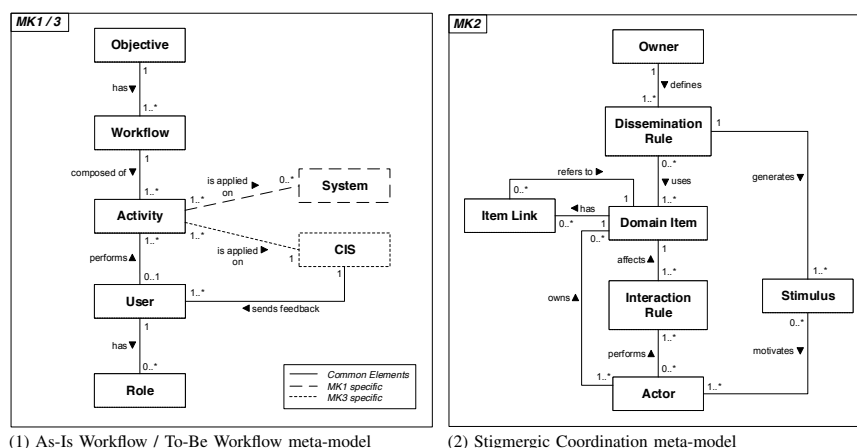 MK1 / 3
Objective
1
has ▼
1..*
Workflow
1
composed of ▼
1..*
Activity
1..*
is applied ►
on
0..*
System
1..*
is applied ►
on
1
CIS
1..*
performs ▲
0..1
User
1..*
◄ sends feedback
1
1
has ▼
0..*
Role
Common Elements
MK1 specific
MK3 specific
(1) As-Is Workflow / To-Be Workflow meta-model
MK2
Owner
1
▼ defines
1..*
Dissemination
Rule
1
0..*
▼ uses
1..*
generates ▼
1..*
refers to ►
0..*
1
Item Link
◄ has
0..*
1
Domain Item
0..*
1
affects ▲
1..*
Interaction
Rule
Stimulus
owns ▲
1..*
performs ▲
0..*
0..*
motivates ▼
1..*
Actor
1..*
(2) Stigmergic Coordination meta-model